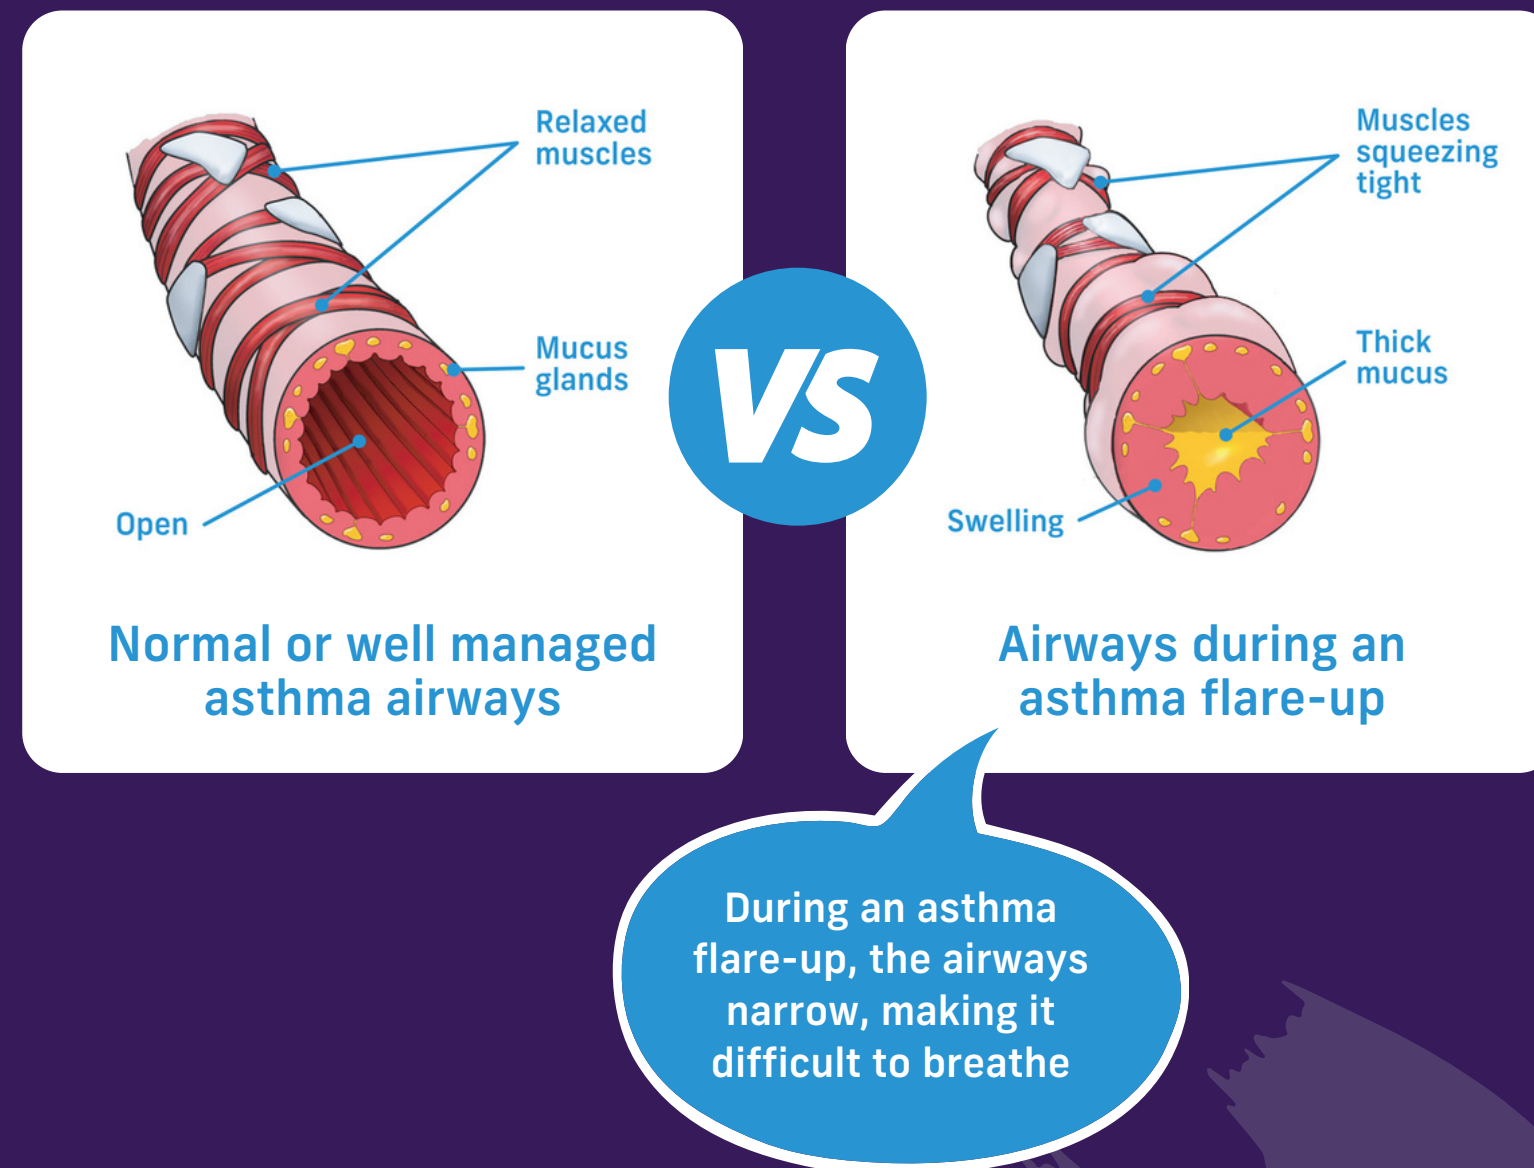 Relaxed
muscles
Mucus
glands
Open
Normal or well managed
asthma airways
VS
Muscles
squeezing
tight
Thick
mucus
Swelling
Airways during an
asthma flare-up
During an asthma
flare-up, the airways
narrow, making it
difficult to breathe